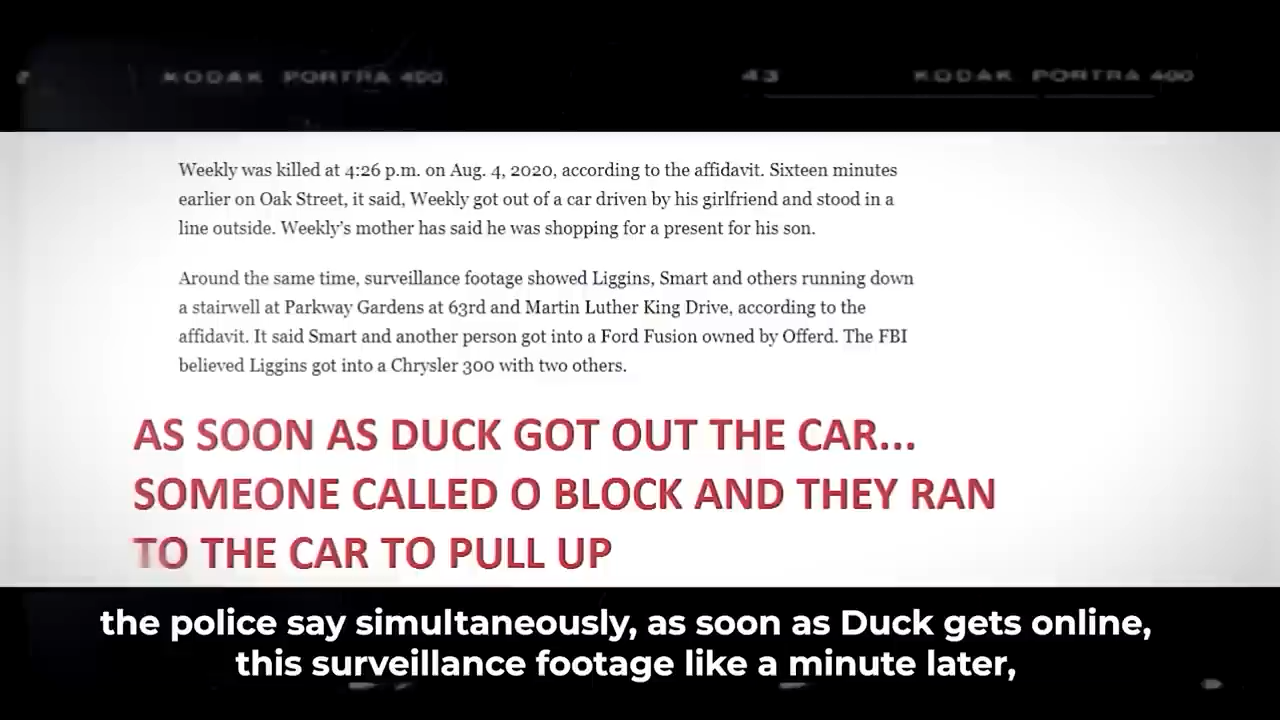 KODAK PORTRA 400 43 KODAK PORTRA 400
Weekly was killed at 4:26 p.m. on Aug. 4, 2020, according to the affidavit. Sixteen minutes
earlier on Oak Street, it said, Weekly got out of a car driven by his girlfriend and stood in a
line outside. Weekly’s mother has said he was shopping for a present for his son.
Around the same time, surveillance footage showed Liggins, Smart and others running down
a stairwell at Parkway Gardens at 63rd and Martin Luther King Drive, according to the
affidavit. It said Smart and another person got into a Ford Fusion owned by Offerd. The FBI
believed Liggins got into a Chrysler 300 with two others.
AS SOON AS DUCK GOT OUT THE CAR...
SOMEONE CALLED O BLOCK AND THEY RAN
TO THE CAR TO PULL UP
the police say simultaneously, as soon as Duck gets online,
this surveillance footage like a minute later,